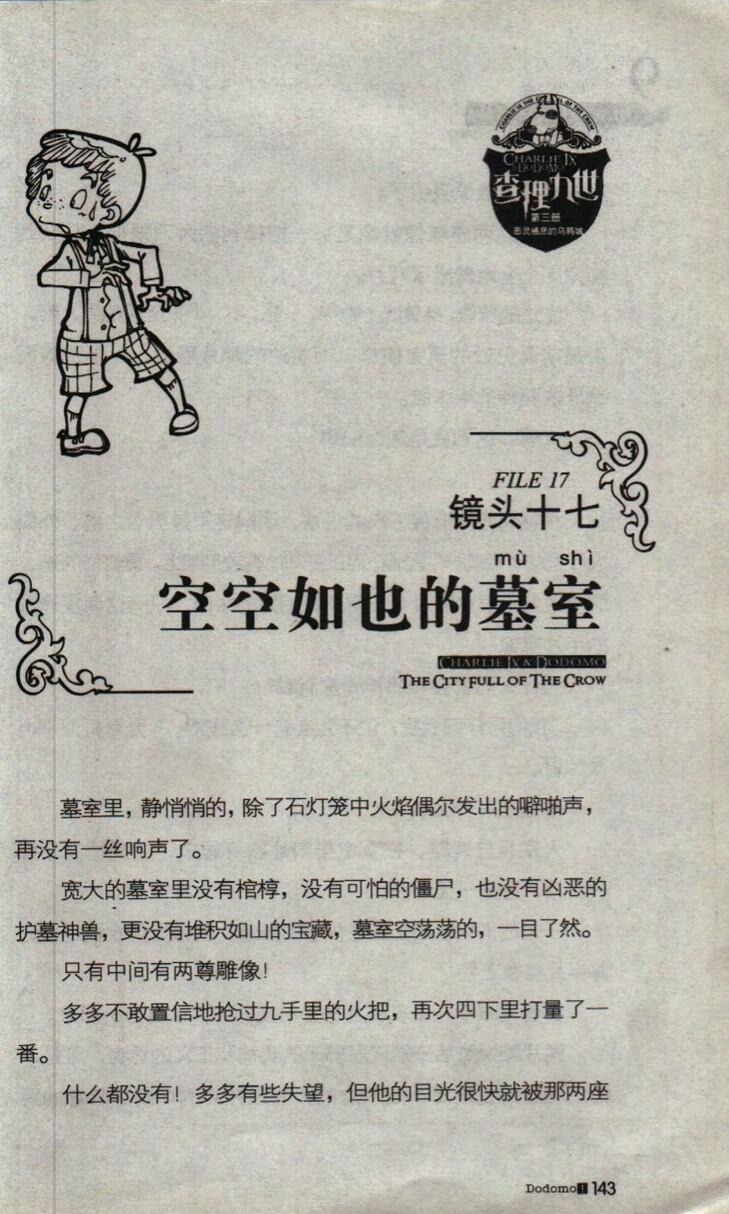 CHARLIE IX
& DODOMO
查理九世
第三册
恶灵栖息的乌鸦城
FILE 17
镜头十七
mù shì
空空如也的墓室
CHARLIE IX & DODOMO
THE CITY FULL OF THE CROW
墓室里，静悄悄的，除了石灯笼中火焰偶尔发出的噼啪声，
再没有一丝响声了。
宽大的墓室里没有棺椁，没有可怕的僵尸，也没有凶恶的
护墓神兽，更没有堆积如山的宝藏，墓室空荡荡的，一目了然。
只有中间有两尊雕像！
多多不敢置信地抢过九手里的火把，再次四下里打量了一
番。
什么都没有！多多有些失望，但他的目光很快就被那两座
Dodomo! 143